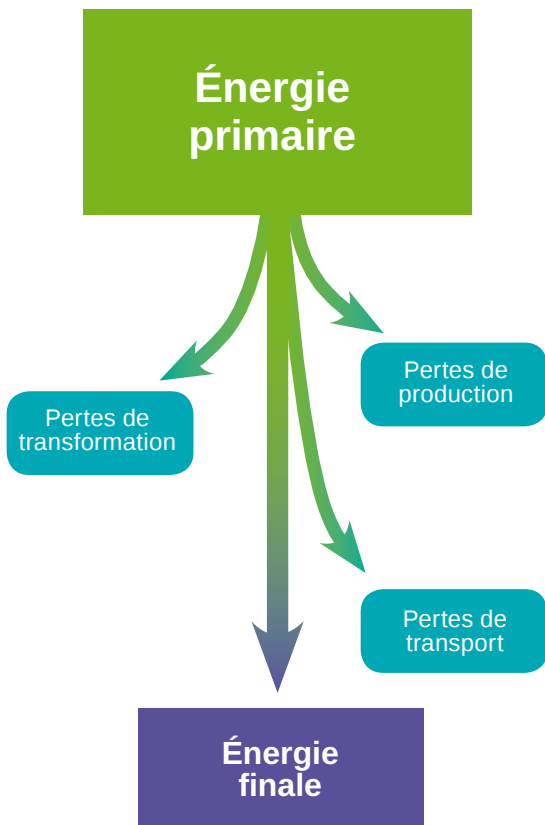 Énergie
primaire
Pertes de
production
Pertes de
transformation
Pertes de
transport
Énergie
finale